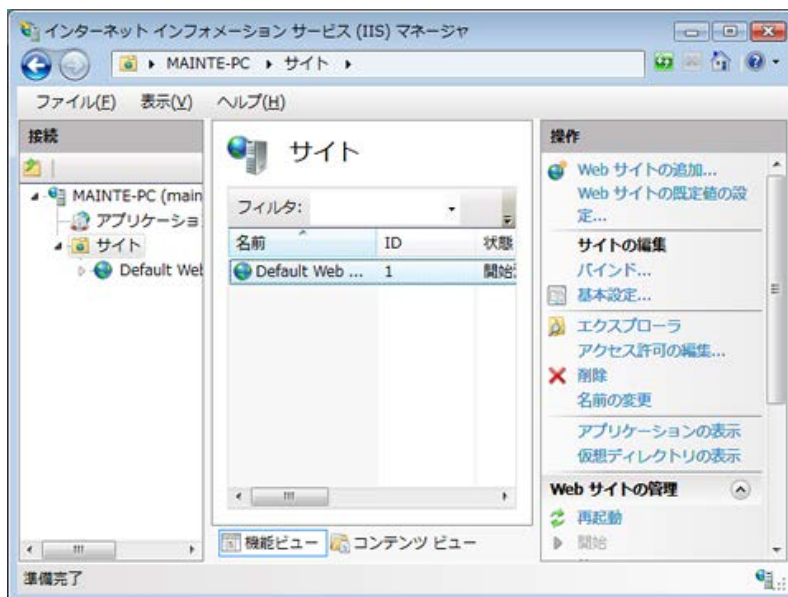 インターネット インフォメーション サービス (IIS) マネージャ
MAINTE-PC サイト
ファイル(F) 表示(V) ヘルプ(H)
接続
MAINTE-PC (main
アプリケーショ
サイト
Default Wel
サイト
フィルタ:
名前 ID 状態
Default Web ... 1 開始
機能ビュー コンテンツ ビュー
操作
Web サイトの追加...
Web サイトの既定値の設
定...
サイトの編集
バインド...
基本設定...
エクスプローラ
アクセス許可の編集...
削除
名前の変更
アプリケーションの表示
仮想ディレクトリの表示
Web サイトの管理
再起動
開始
準備完了